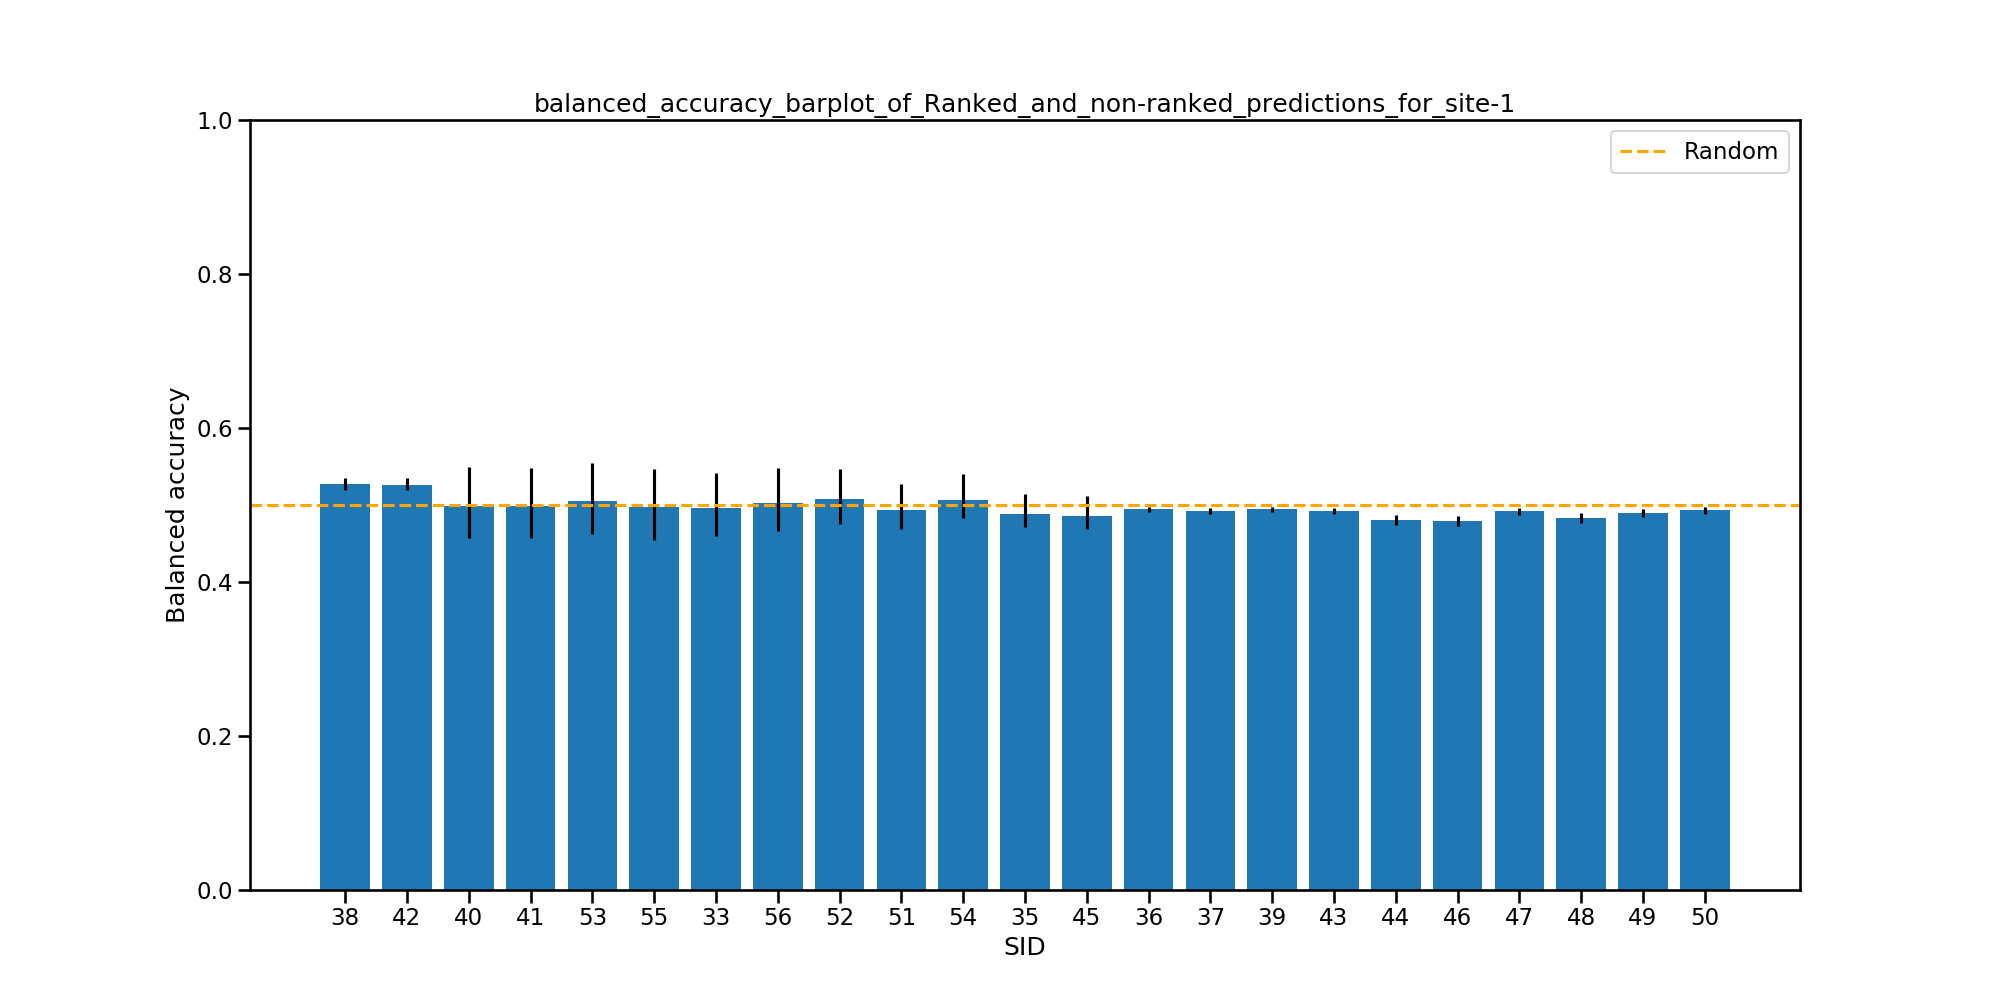 balanced_accuracy_barplot_of_Ranked_and_non-ranked_predictions_for_site-1
Random
Balanced accuracy
1.0
0.8
0.6
0.4
0.2
0.0
38 42 40 41 53 55 33 56 52 51 54 35 45 36 37 39 43 44 46 47 48 49 50
SID